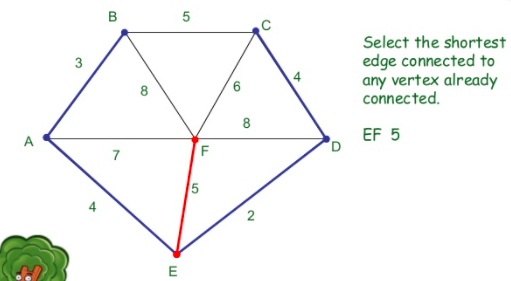 B
5
C
3
8
6
4
Select the shortest
edge connected to
any vertex already
connected.
8
EF 5
A
7
F
D
5
4
2
E